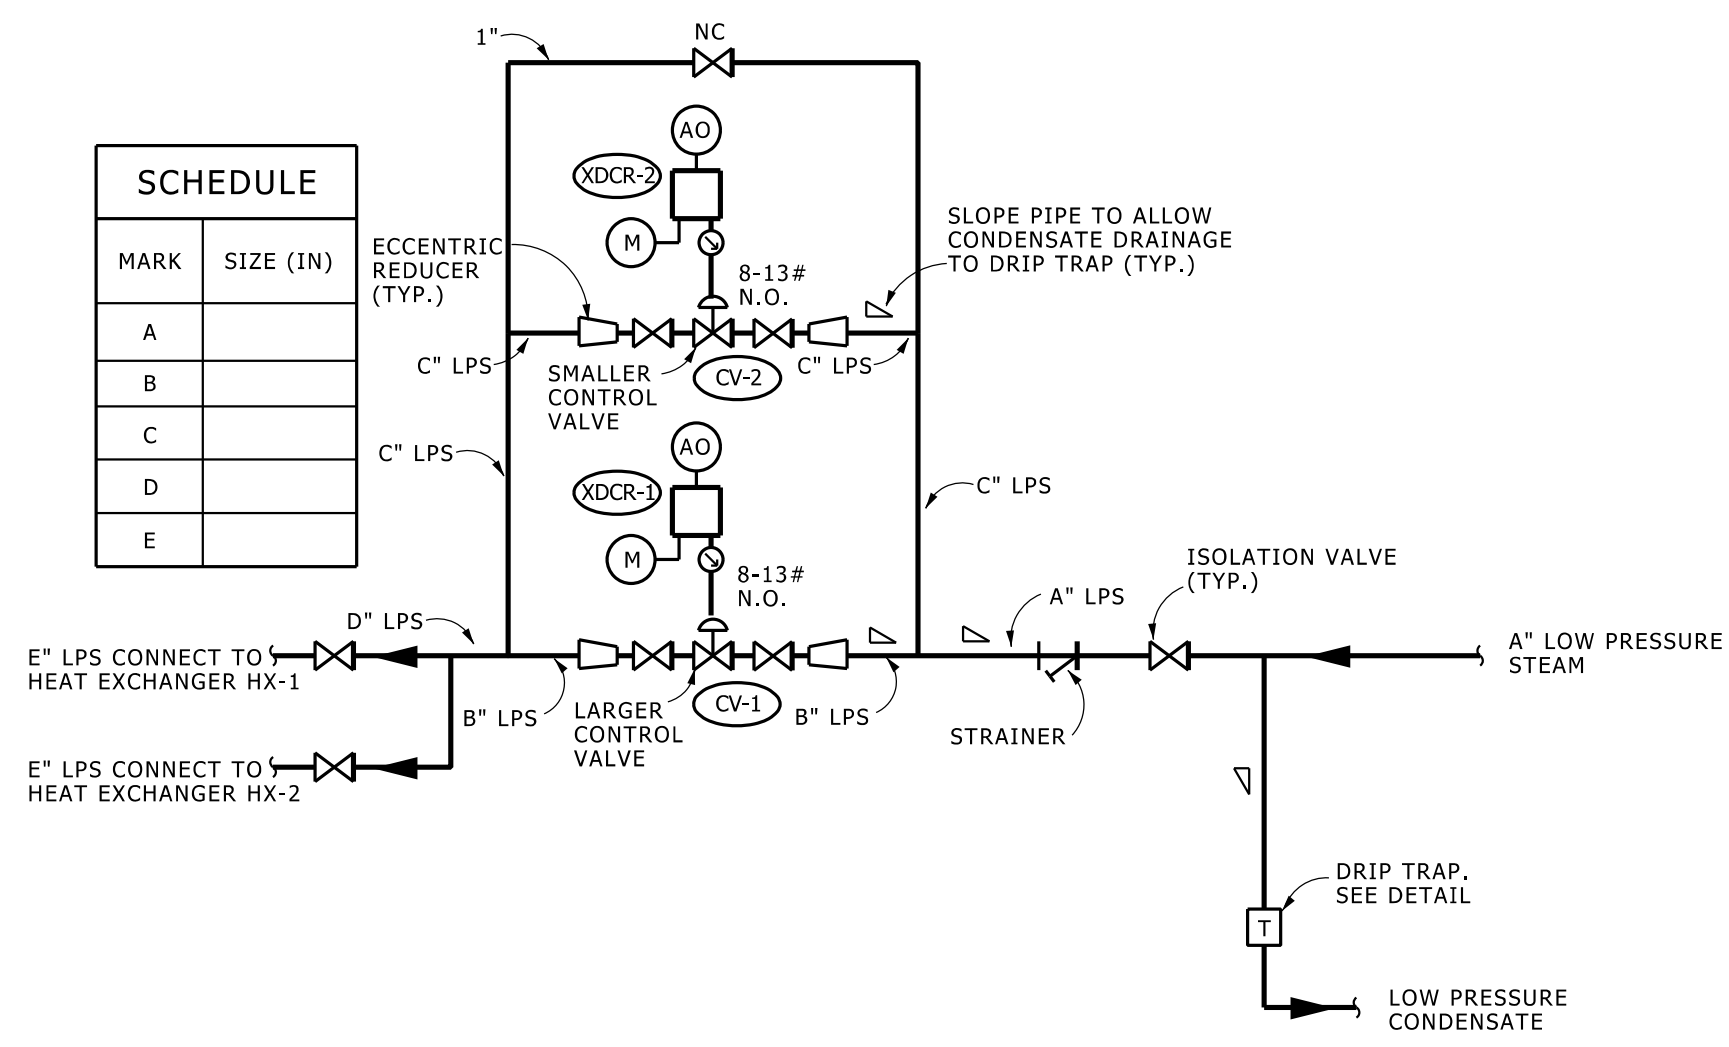 1"
NC
AO
XDCR-2
M
SCHEDULE
MARK
SIZE (IN)
A
B
C
D
E
ECCENTRIC
REDUCER
(TYP.)
8-13#
N.O.
SLOPE PIPE TO ALLOW
CONDENSATE DRAINAGE
TO DRIP TRAP (TYP.)
C" LPS
SMALLER
CONTROL
VALVE
CV-2
C" LPS
AO
XDCR-1
M
C" LPS
C" LPS
8-13#
N.O.
ISOLATION VALVE
(TYP.)
A" LPS
D" LPS
E" LPS CONNECT TO
HEAT EXCHANGER HX-1
B" LPS
LARGER
CONTROL
VALVE
CV-1
B" LPS
STRAINER
A" LOW PRESSURE
STEAM
E" LPS CONNECT TO
HEAT EXCHANGER HX-2
DRIP TRAP.
SEE DETAIL
T
LOW PRESSURE
CONDENSATE